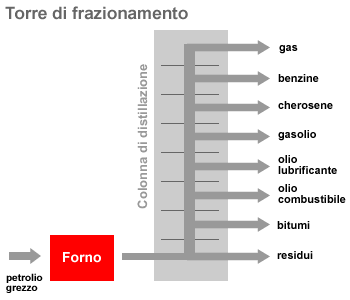 Torre di frazionamento
Colonna di distillazione
gas
benzine
cherosene
gasolio
olio
lubrificante
olio
combustibile
bitumi
residui
Forno
petrolio
grezzo